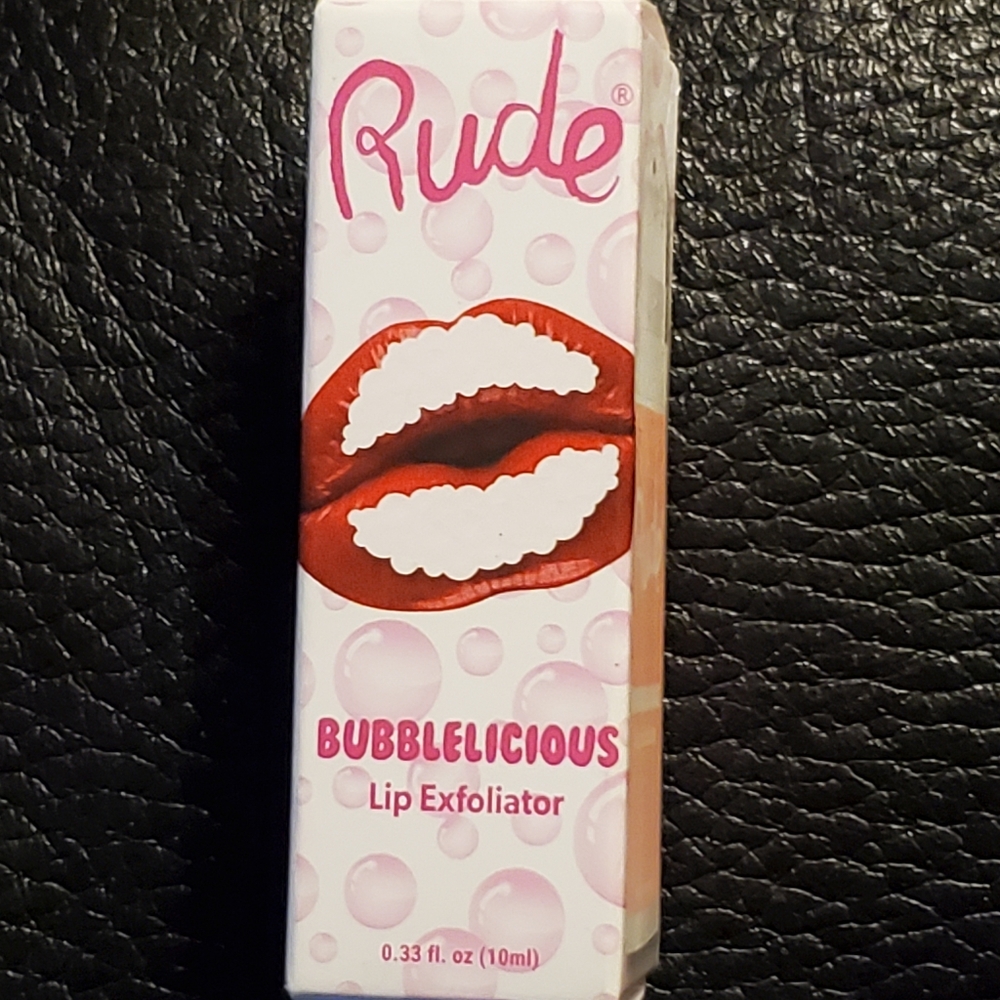 Rude®
BUBBLELICIOUS
Lip Exfoliator
0.33 fl. oz (10ml)